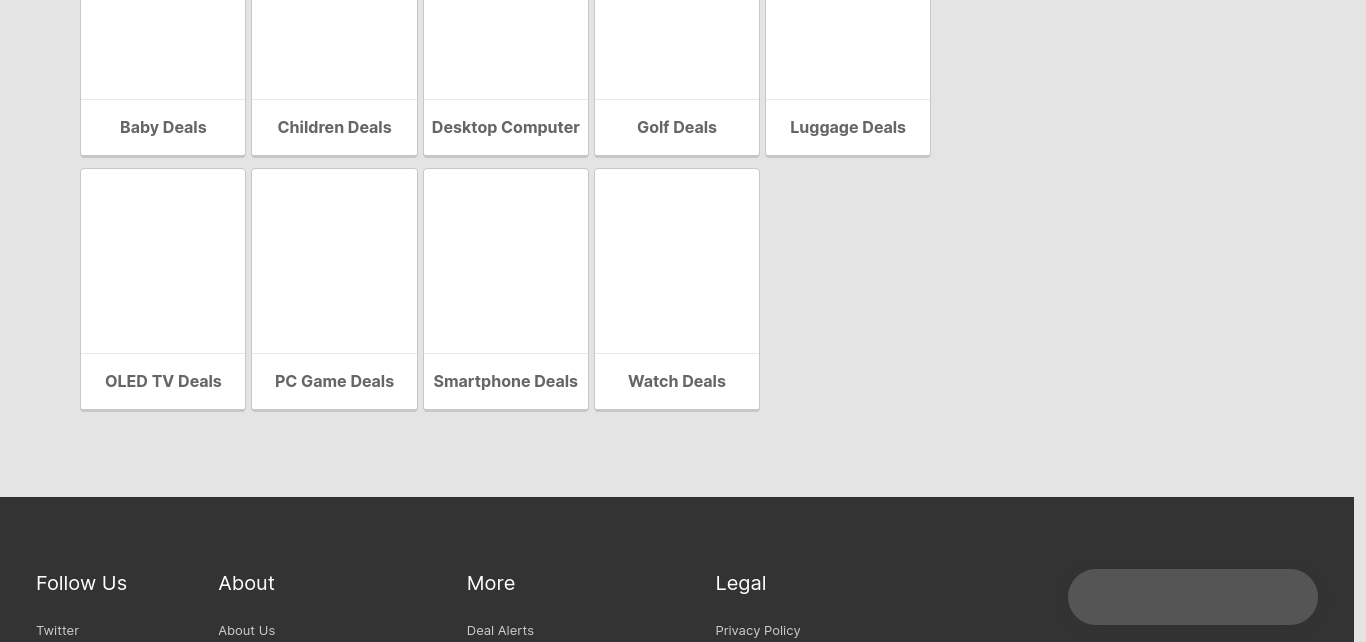 Baby Deals
Children Deals
Desktop Computer
Golf Deals
Luggage Deals
OLED TV Deals
PC Game Deals
Smartphone Deals
Watch Deals
Follow Us
About
More
Legal
Twitter
About Us
Deal Alerts
Privacy Policy